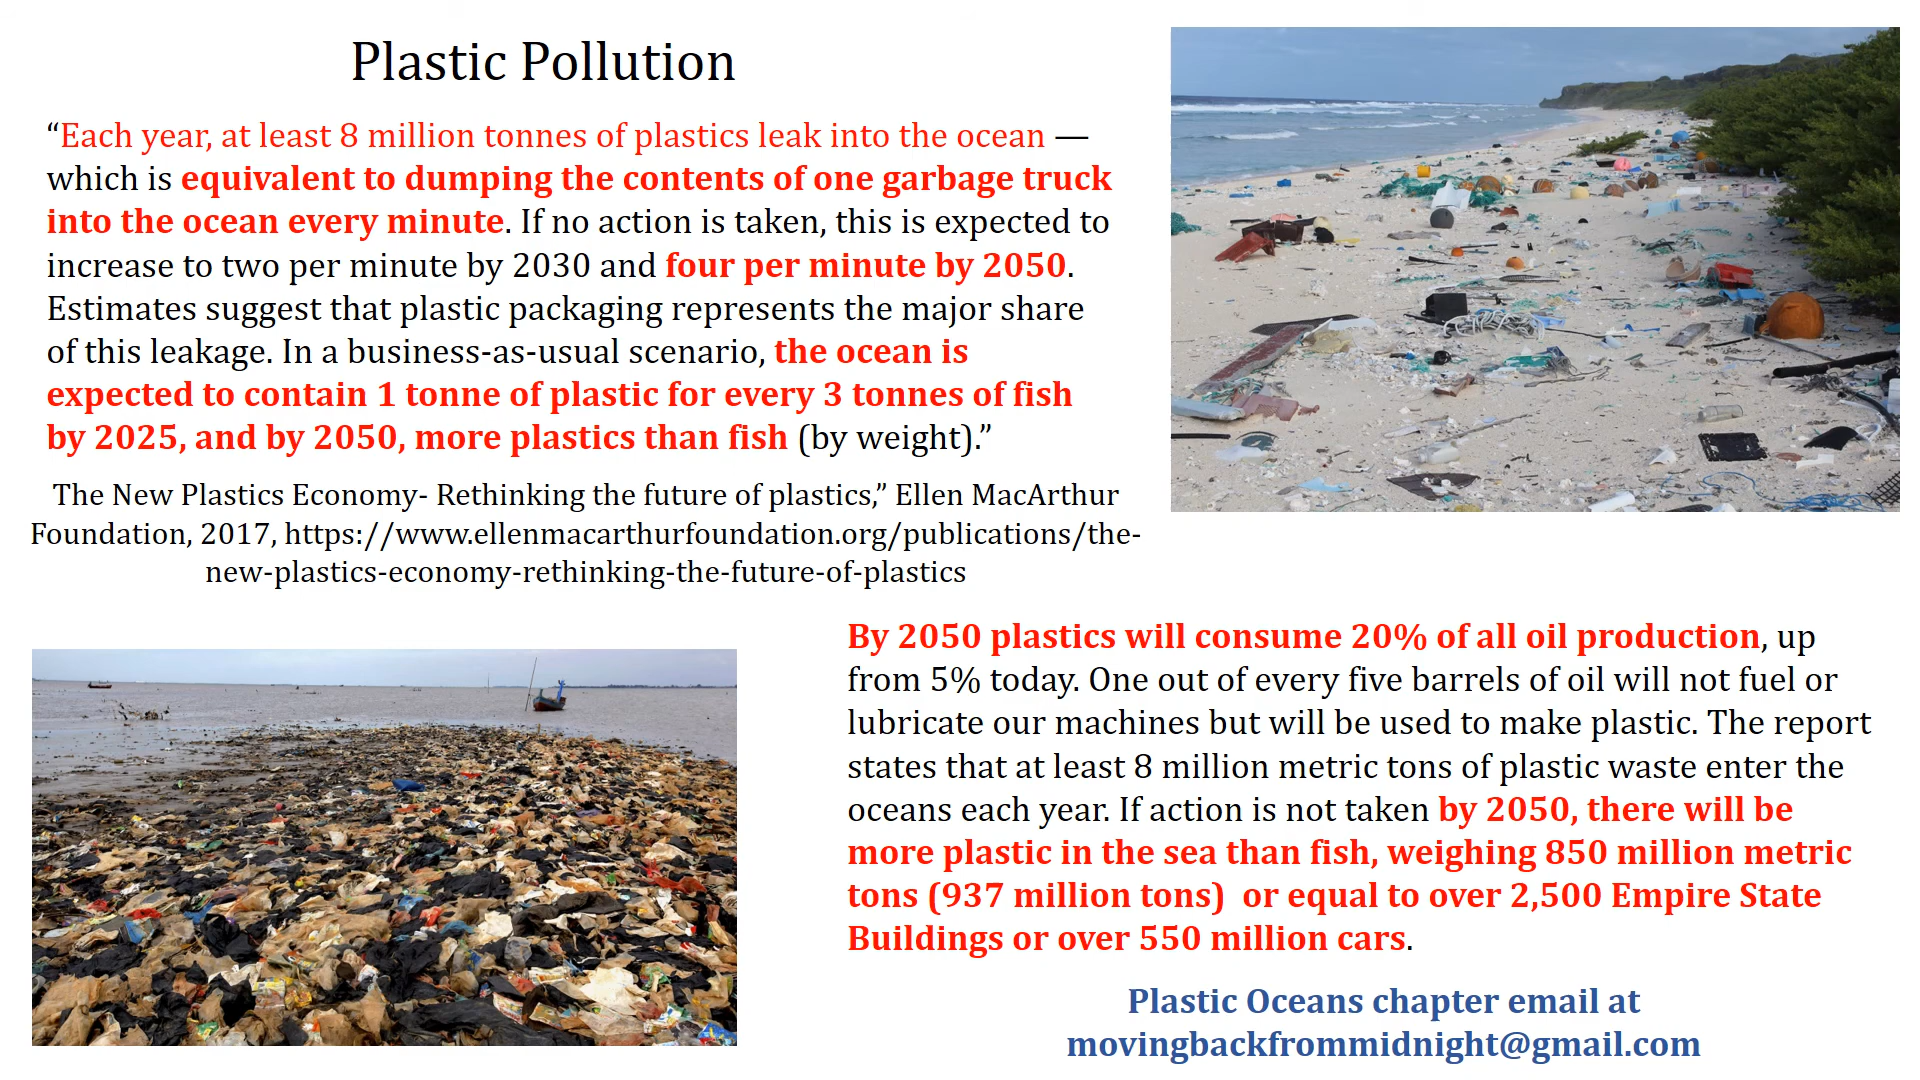 Plastic Pollution
“Each year, at least 8 million tonnes of plastics leak into the ocean —
which is equivalent to dumping the contents of one garbage truck
into the ocean every minute. If no action is taken, this is expected to
increase to two per minute by 2030 and four per minute by 2050.
Estimates suggest that plastic packaging represents the major share
of this leakage. In a business-as-usual scenario, the ocean is
expected to contain 1 tonne of plastic for every 3 tonnes of fish
by 2025, and by 2050, more plastics than fish (by weight).”
The New Plastics Economy- Rethinking the future of plastics,” Ellen MacArthur
Foundation, 2017, https://www.ellenmacarthurfoundation.org/publications/the-
new-plastics-economy-rethinking-the-future-of-plastics
By 2050 plastics will consume 20% of all oil production, up
from 5% today. One out of every five barrels of oil will not fuel or
lubricate our machines but will be used to make plastic. The report
states that at least 8 million metric tons of plastic waste enter the
oceans each year. If action is not taken by 2050, there will be
more plastic in the sea than fish, weighing 850 million metric
tons (937 million tons)  or equal to over 2,500 Empire State
Buildings or over 550 million cars.
Plastic Oceans chapter email at
movingbackfrommidnight@gmail.com